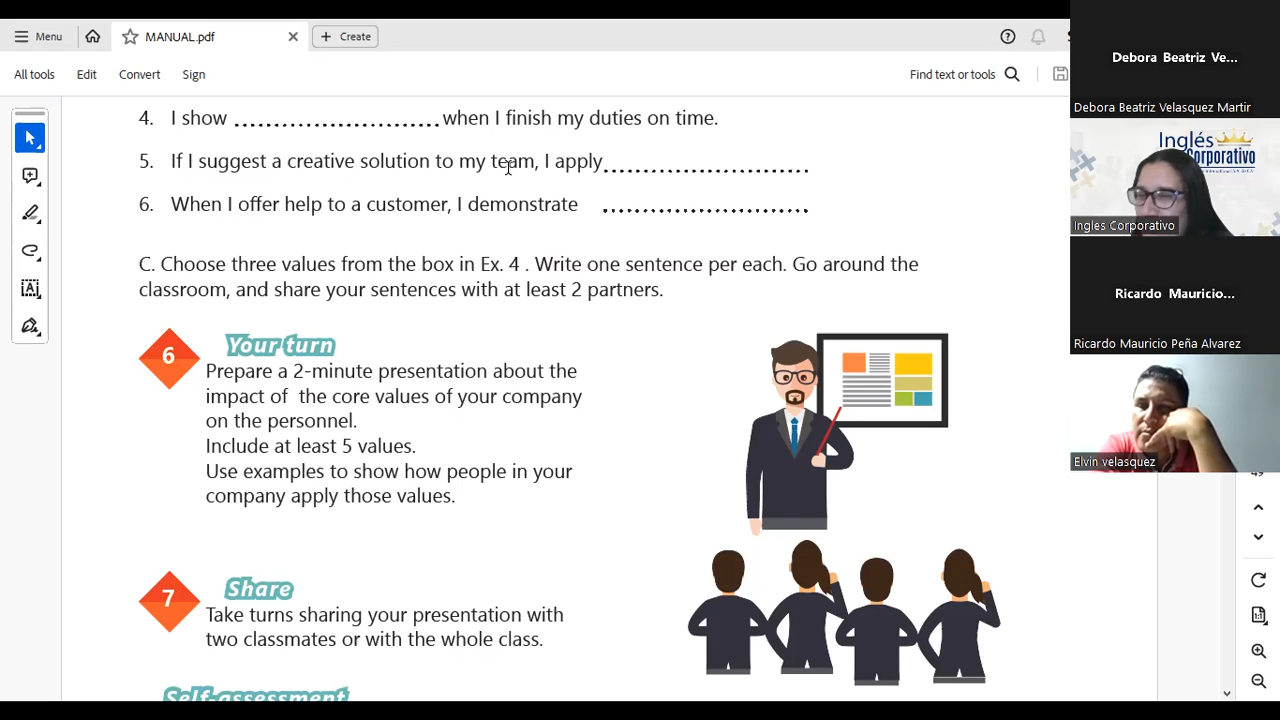 Menu
MANUAL.pdf
Create
All tools
Edit
Convert
Sign
Find text or tools
4. I show ........................ when I finish my duties on time.
5. If I suggest a creative solution to my team, I apply........................
6. When I offer help to a customer, I demonstrate ........................
C. Choose three values from the box in Ex. 4 . Write one sentence per each. Go around the
classroom, and share your sentences with at least 2 partners.
6 Your turn
Prepare a 2-minute presentation about the
impact of the core values of your company
on the personnel.
Include at least 5 values.
Use examples to show how people in your
company apply those values.
7 Share
Take turns sharing your presentation with
two classmates or with the whole class.
Self-assessment
Debora Beatriz Ve...
Debora Beatriz Velasquez Martir
Inglés
Corporativo
Ingles Corporativo
Ricardo Mauricio...
Ricardo Mauricio Peña Alvarez
Elvin velasquez